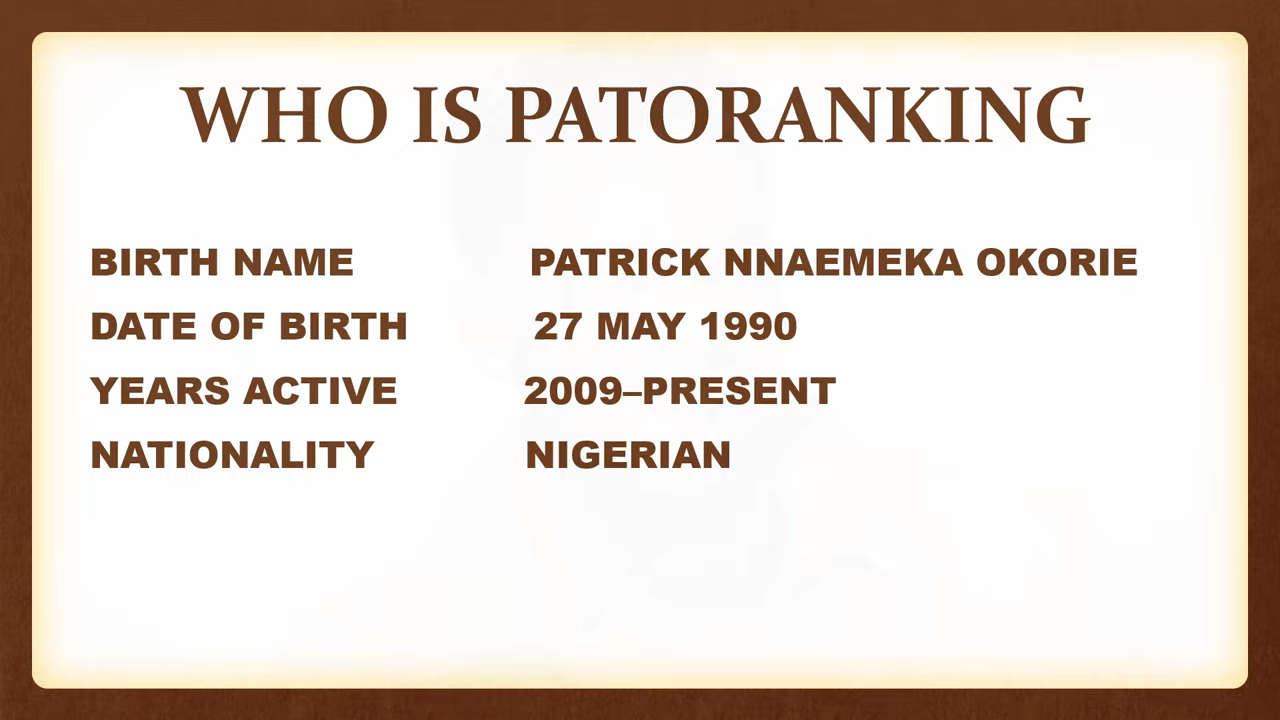 WHO IS PATORANKING
BIRTH NAME PATRICK NNAEMEKA OKORIE
DATE OF BIRTH 27 MAY 1990
YEARS ACTIVE 2009–PRESENT
NATIONALITY NIGERIAN